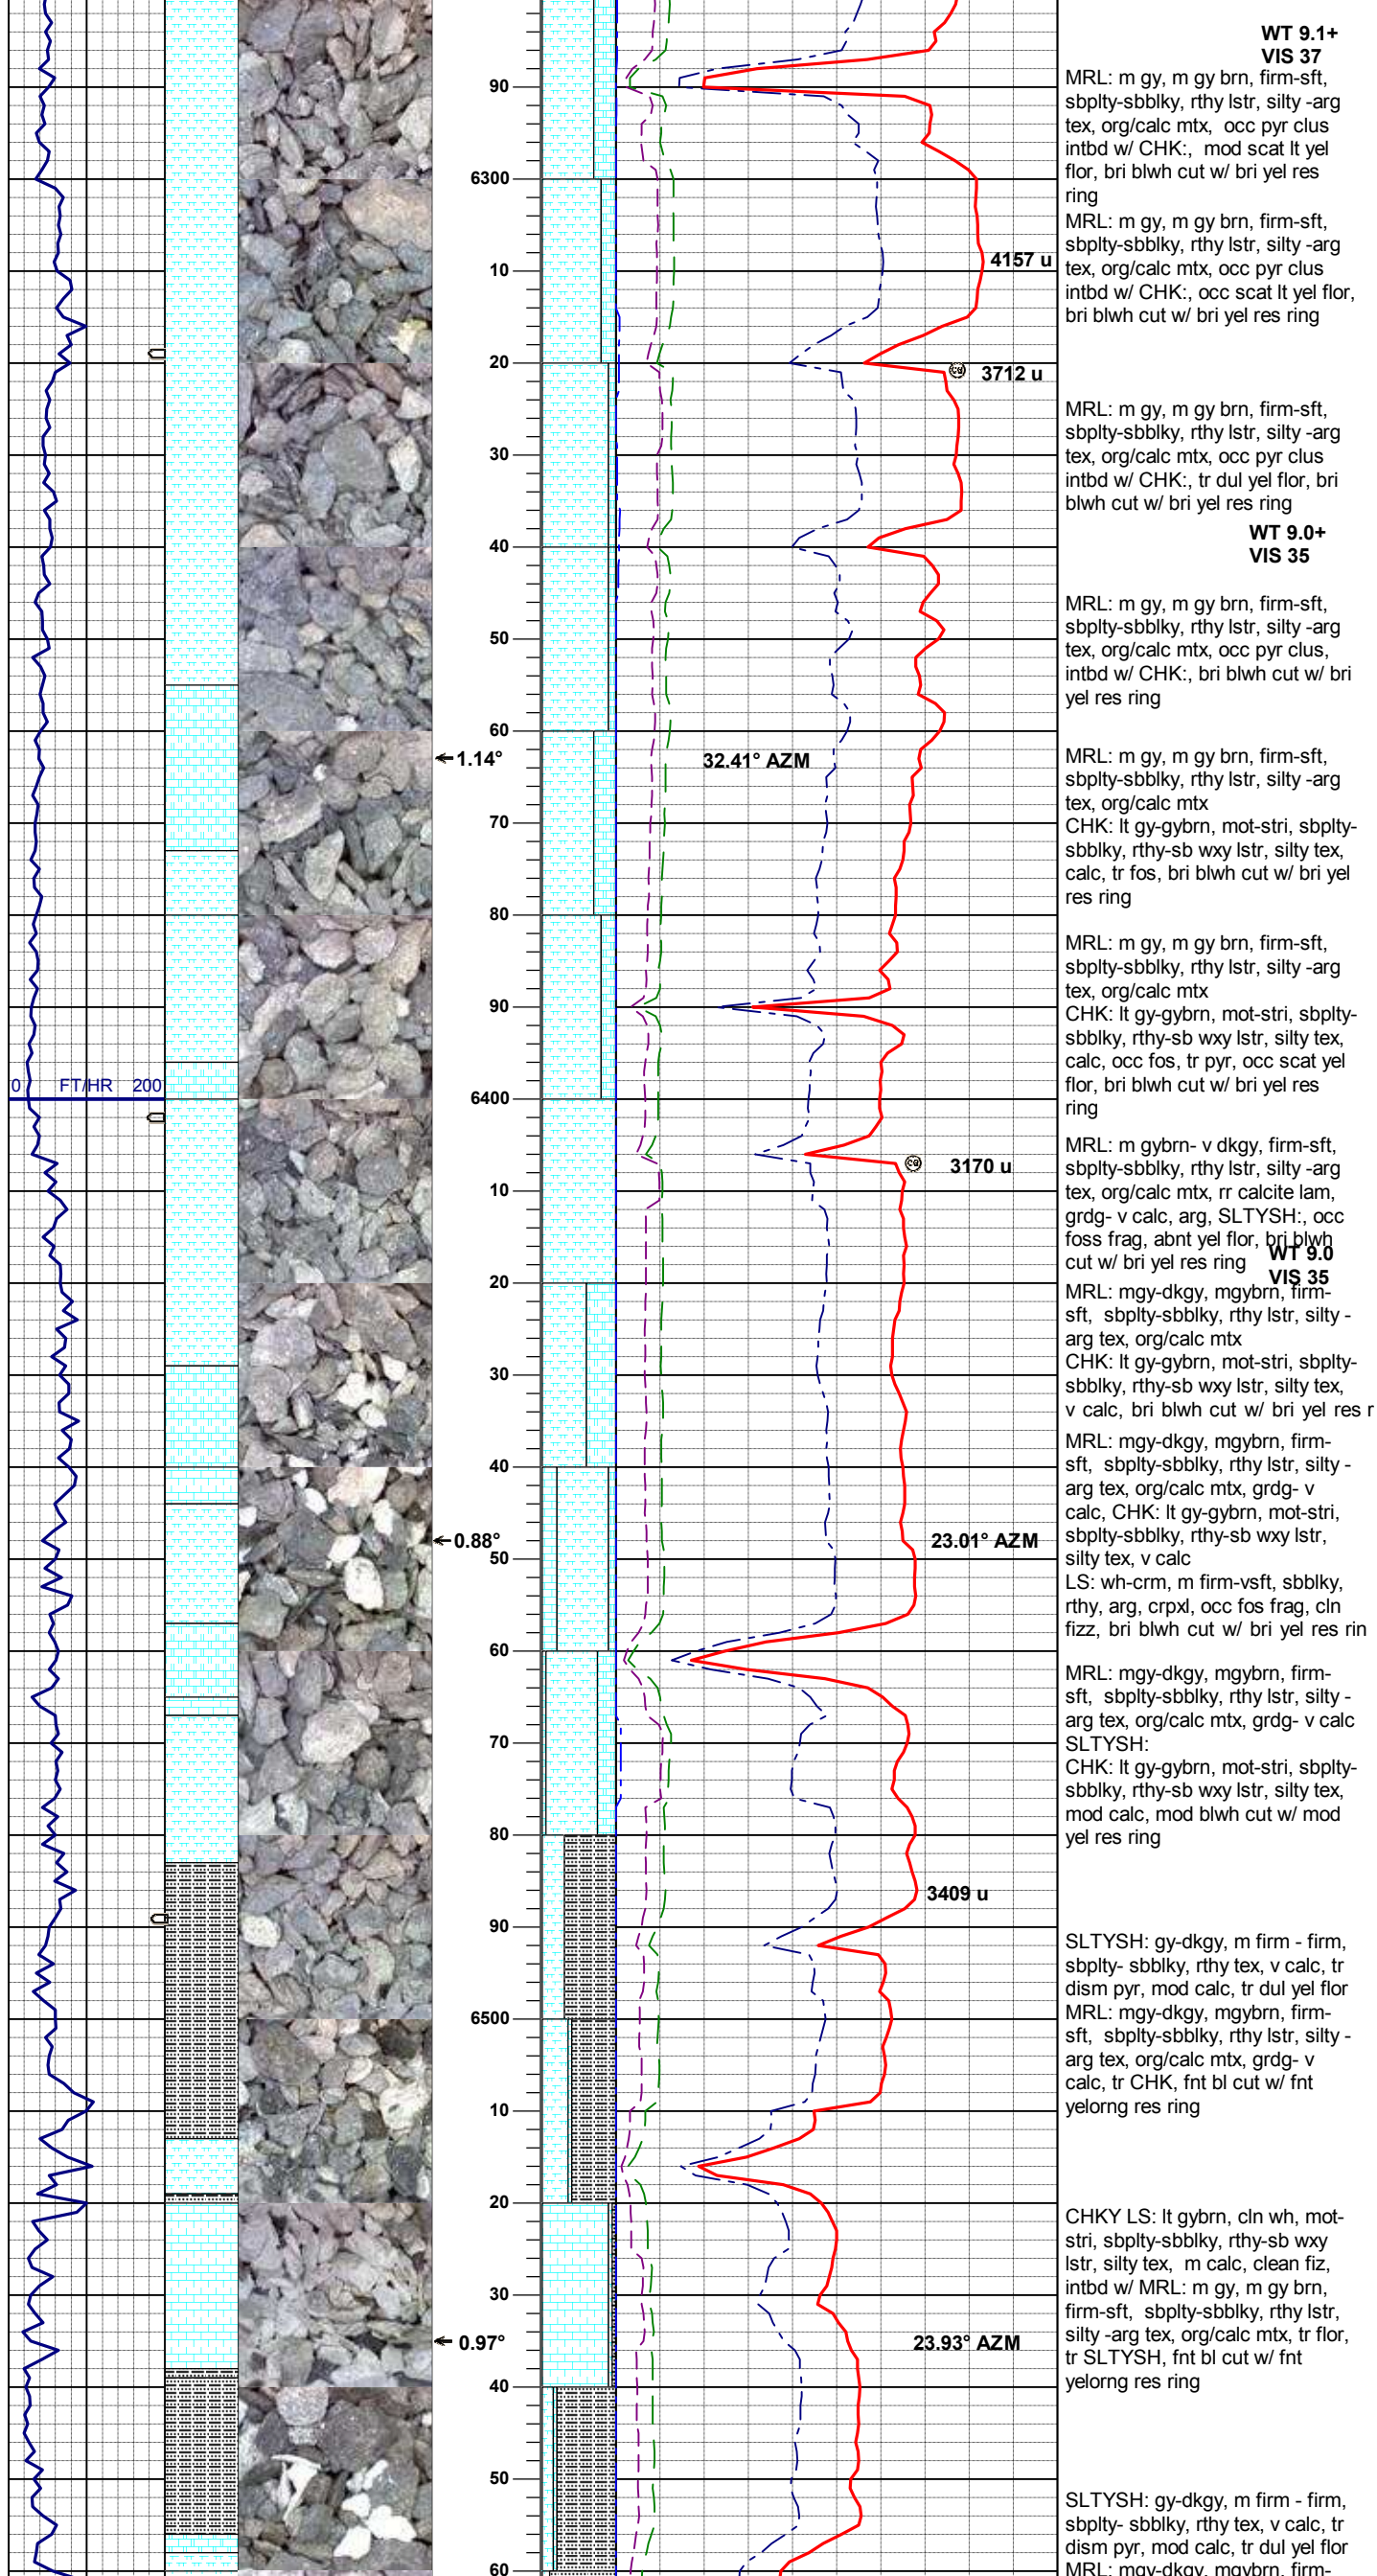 WT 9.1+
VIS 37
MRL: m gy, m gy brn, firm-sft,
sbplty-sbblky, rthy lstr, silty -arg
tex, org/calc mtx, occ pyr clus
intbd w/ CHK:, mod scat lt yel
flor, bri blwh cut w/ bri yel res
ring
90
6300
MRL: m gy, m gy brn, firm-sft,
sbplty-sbblky, rthy lstr, silty -arg
tex, org/calc mtx, occ pyr clus
intbd w/ CHK:, occ scat lt yel flor,
bri blwh cut w/ bri yel res ring
4157 u
10
20
cg 3712 u
MRL: m gy, m gy brn, firm-sft,
sbplty-sbblky, rthy lstr, silty -arg
tex, org/calc mtx, occ pyr clus
intbd w/ CHK:, tr dul yel flor, bri
blwh cut w/ bri yel res ring
30
WT 9.0+
VIS 35
40
MRL: m gy, m gy brn, firm-sft,
sbplty-sbblky, rthy lstr, silty -arg
tex, org/calc mtx, occ pyr clus,
intbd w/ CHK:, bri blwh cut w/ bri
yel res ring
50
60
1.14°
32.41° AZM
MRL: m gy, m gy brn, firm-sft,
sbplty-sbblky, rthy lstr, silty -arg
tex, org/calc mtx
CHK: lt gy-gybrn, mot-stri, sbplty-
sbblky, rthy-sb wxy lstr, silty tex,
calc, tr fos, bri blwh cut w/ bri yel
res ring
70
80
MRL: m gy, m gy brn, firm-sft,
sbplty-sbblky, rthy lstr, silty -arg
tex, org/calc mtx
CHK: lt gy-gybrn, mot-stri, sbplty-
sbblky, rthy-sb wxy lstr, silty tex,
calc, occ fos, tr pyr, occ scat yel
flor, bri blwh cut w/ bri yel res
ring
90
0 FT/HR 200
6400
MRL: m gybrn- v dkgy, firm-sft,
sbplty-sbblky, rthy lstr, silty -arg
tex, org/calc mtx, rr calcite lam,
grdg- v calc, arg, SLTYSH:, occ
foss frag, abnt yel flor, bri blwh
cut w/ bri yel res ring
cg 3170 u
10
WT 9.0
VIS 35
20
MRL: mgy-dkgy, mgybrn, firm-
sft, sbplty-sbblky, rthy lstr, silty -
arg tex, org/calc mtx
CHK: lt gy-gybrn, mot-stri, sbplty-
sbblky, rthy-sb wxy lstr, silty tex,
v calc, bri blwh cut w/ bri yel res r
30
40
MRL: mgy-dkgy, mgybrn, firm-
sft, sbplty-sbblky, rthy lstr, silty -
arg tex, org/calc mtx, grdg- v
calc, CHK: lt gy-gybrn, mot-stri,
sbplty-sbblky, rthy-sb wxy lstr,
silty tex, v calc
LS: wh-crm, m firm-vsft, sbblky,
rthy, arg, crpxl, occ fos frag, cln
fizz, bri blwh cut w/ bri yel res rin
0.88°
23.01° AZM
50
60
MRL: mgy-dkgy, mgybrn, firm-
sft, sbplty-sbblky, rthy lstr, silty -
arg tex, org/calc mtx, grdg- v calc
SLTYSH:
CHK: lt gy-gybrn, mot-stri, sbplty-
sbblky, rthy-sb wxy lstr, silty tex,
mod calc, mod blwh cut w/ mod
yel res ring
70
80
3409 u
90
SLTYSH: gy-dkgy, m firm - firm,
sbplty- sbblky, rthy tex, v calc, tr
dism pyr, mod calc, tr dul yel flor
MRL: mgy-dkgy, mgybrn, firm-
sft, sbplty-sbblky, rthy lstr, silty -
arg tex, org/calc mtx, grdg- v
calc, tr CHK, fnt bl cut w/ fnt
yelorng res ring
6500
10
20
CHKY LS: lt gybrn, cln wh, mot-
stri, sbplty-sbblky, rthy-sb wxy
lstr, silty tex, m calc, clean fiz,
intbd w/ MRL: m gy, m gy brn,
firm-sft, sbplty-sbblky, rthy lstr,
silty -arg tex, org/calc mtx, tr flor,
tr SLTYSH, fnt bl cut w/ fnt
yelorng res ring
30
0.97°
23.93° AZM
40
50
SLTYSH: gy-dkgy, m firm - firm,
sbplty- sbblky, rthy tex, v calc, tr
dism pyr, mod calc, tr dul yel flor
MRL: mgy-dkgy, mgybrn, firm-
60